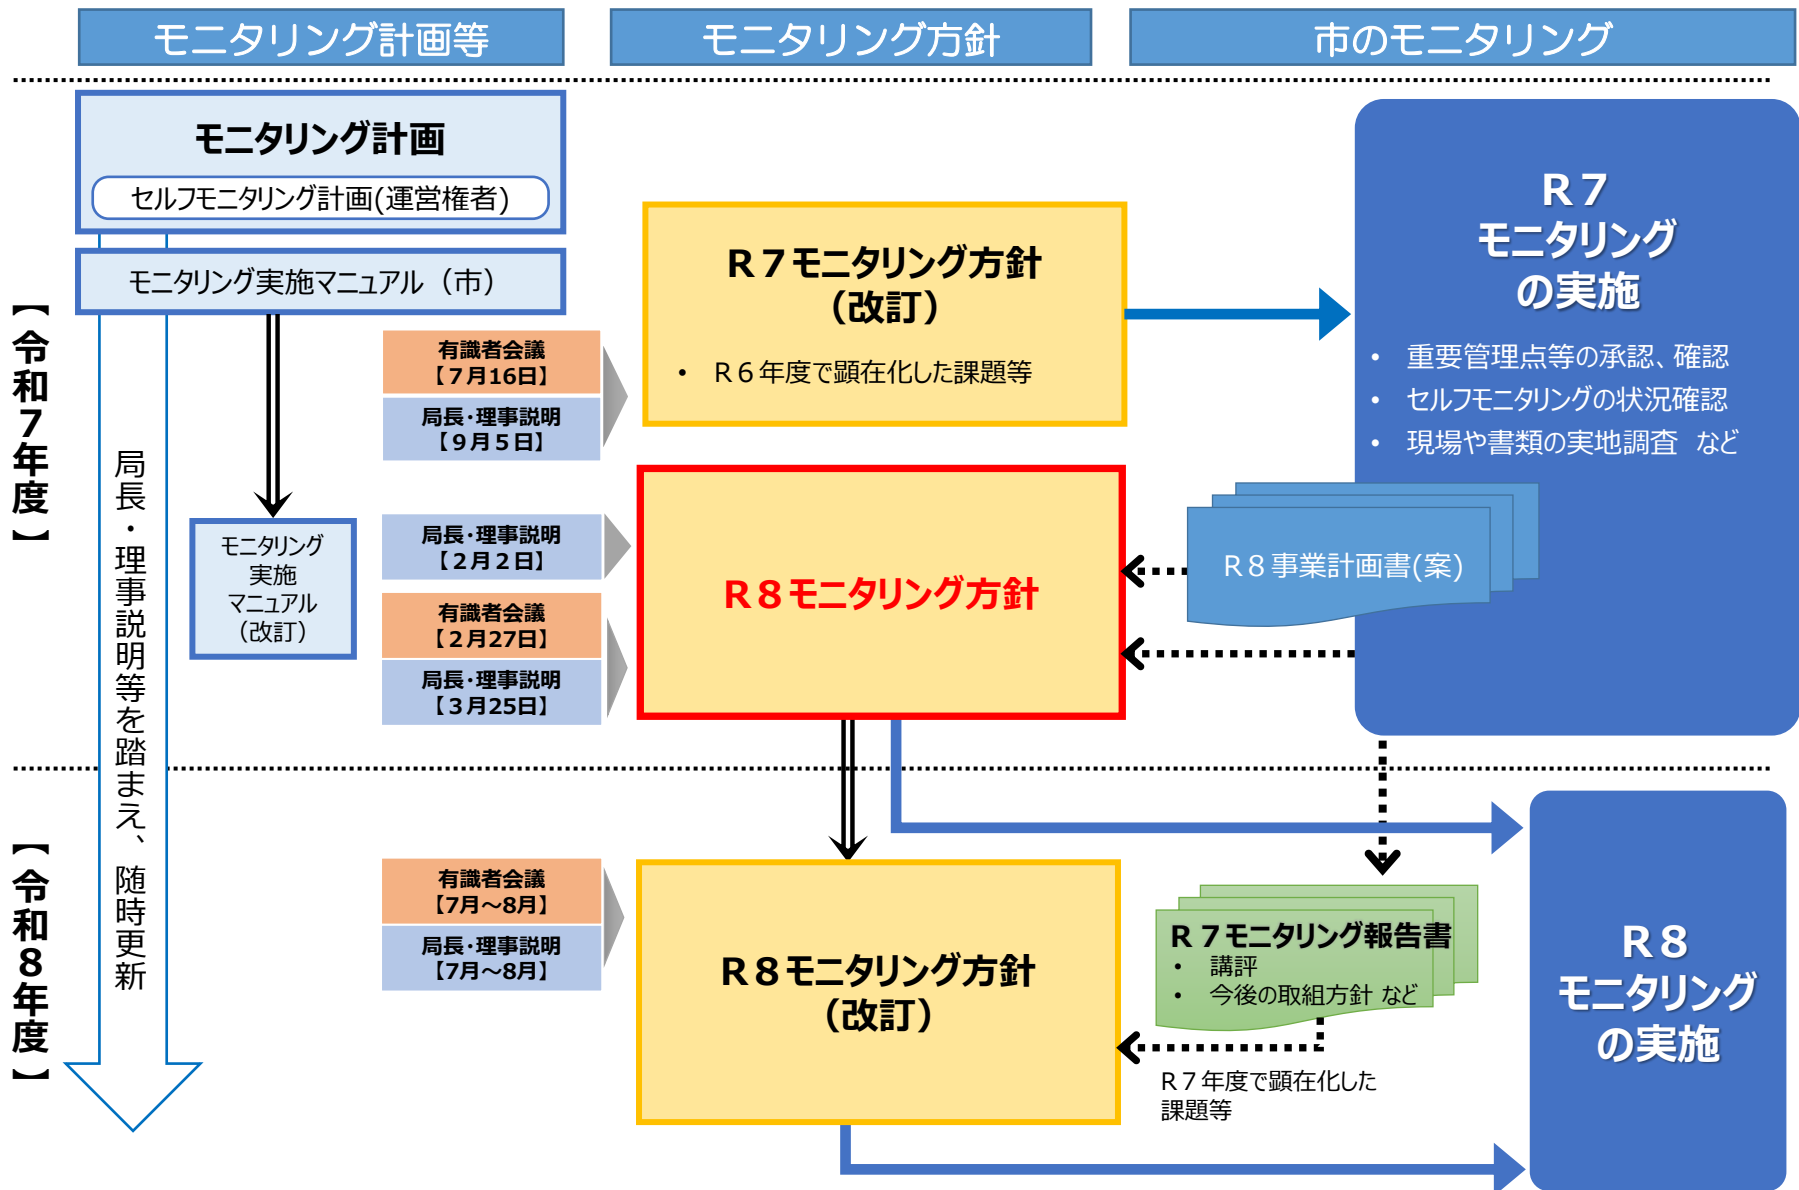 モニタリング計画等
モニタリング方針
市のモニタリング
【令和7年度】
モニタリング計画
セルフモニタリング計画(運営権者)
モニタリング実施マニュアル（市）
局長・理事説明等を踏まえ、随時更新
モニタリング
実施
マニュアル
（改訂）
有識者会議
【７月16日】
局長・理事説明
【９月５日】
Ｒ７モニタリング方針
（改訂）
• Ｒ６年度で顕在化した課題等
局長・理事説明
【２月２日】
有識者会議
【２月27日】
局長・理事説明
【３月25日】
Ｒ８モニタリング方針
Ｒ７
モニタリング
の実施
• 重要管理点等の承認、確認
• セルフモニタリングの状況確認
• 現場や書類の実地調査 など
Ｒ８事業計画書(案)
【令和8年度】
有識者会議
【7月～8月】
局長・理事説明
【7月～8月】
Ｒ８モニタリング方針
（改訂）
Ｒ７モニタリング報告書
• 講評
• 今後の取組方針 など
Ｒ７年度で顕在化した
課題等
Ｒ８
モニタリング
の実施